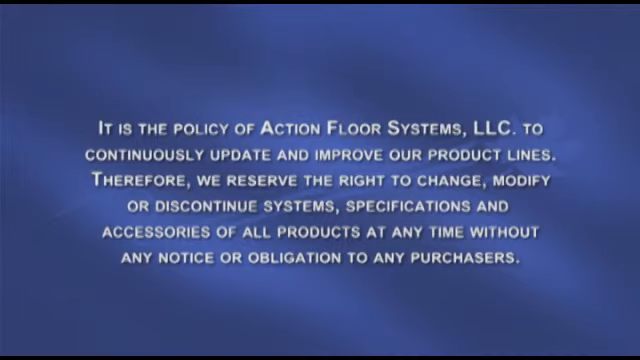 It is the policy of Action Floor Systems, LLC. to
continuously update and improve our product lines.
Therefore, we reserve the right to change, modify
or discontinue systems, specifications and
accessories of all products at any time without
any notice or obligation to any purchasers.